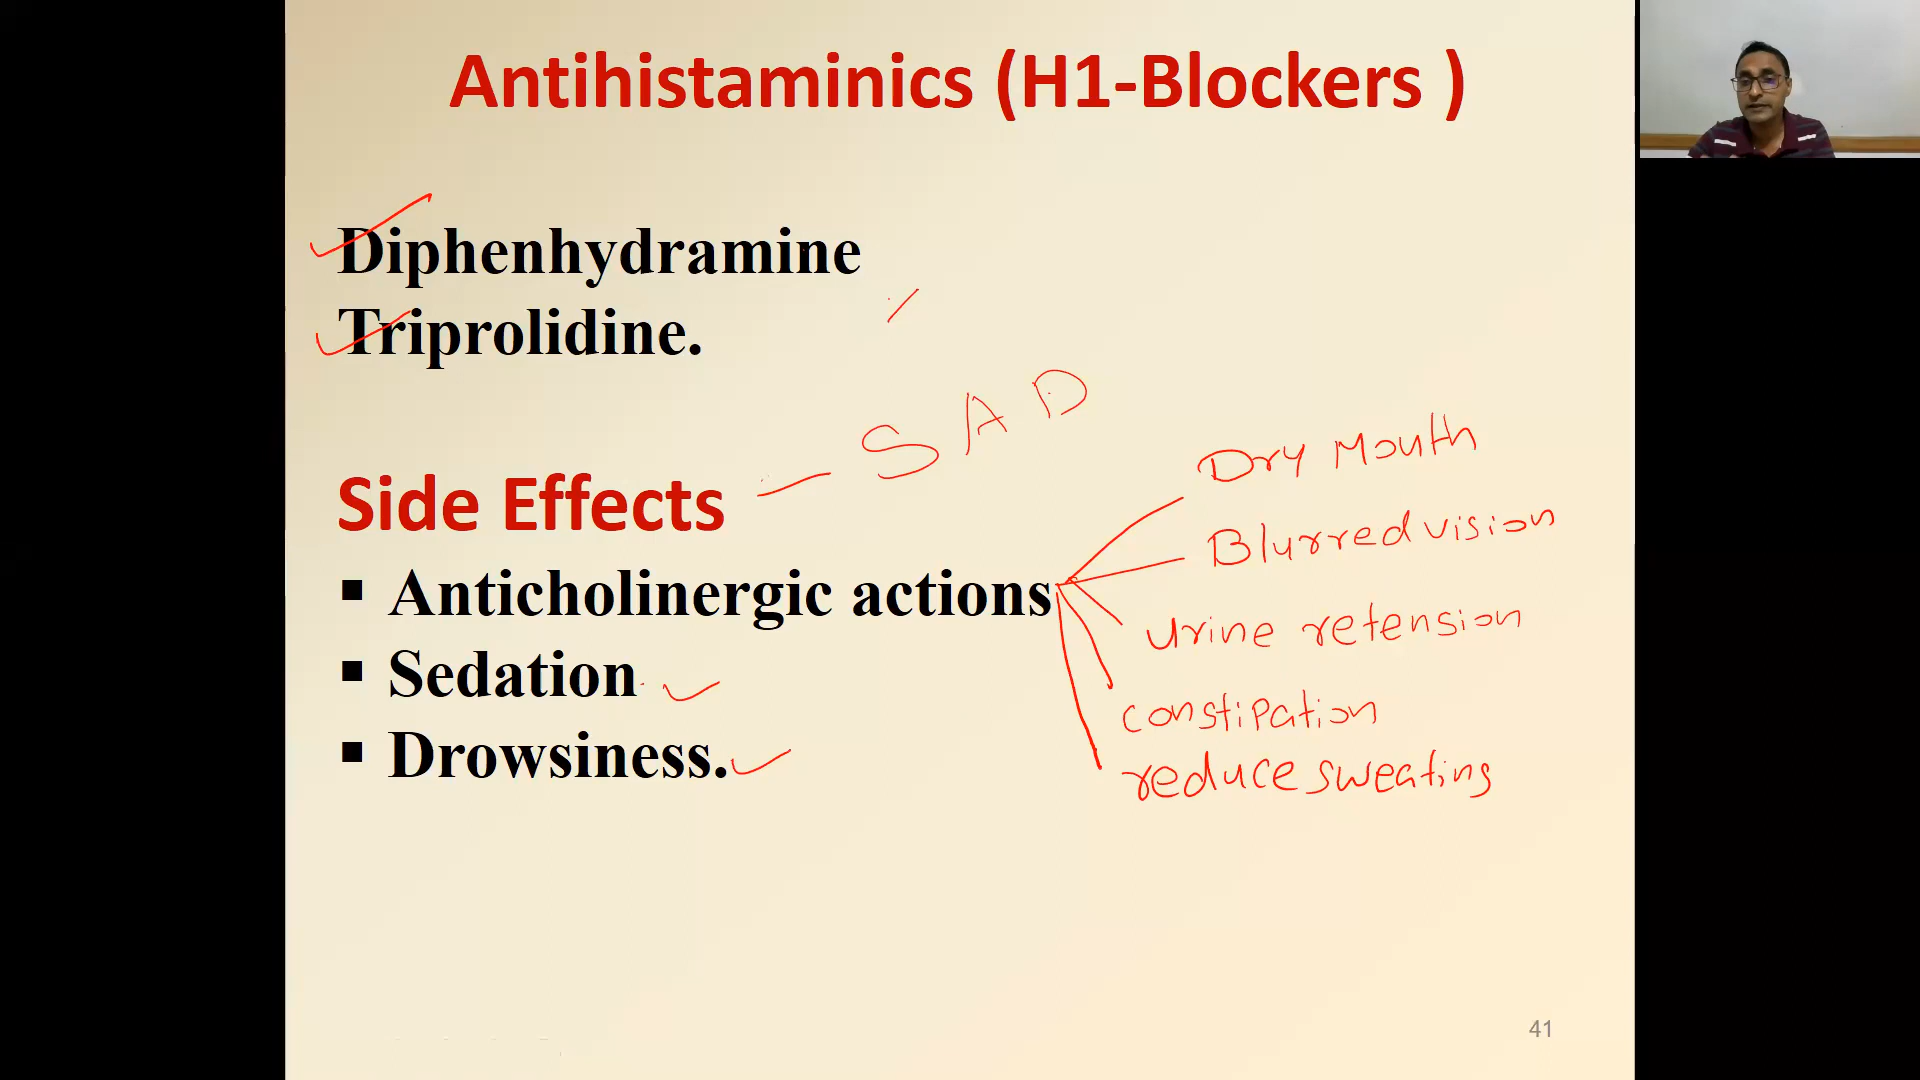 Antihistaminics (H1-Blockers )
Diphenhydramine
Triprolidine.
SAD
Side Effects
▪ Anticholinergic actions
▪ Sedation
▪ Drowsiness.
Dry Mouth
Blurred vision
urine retension
constipation
reduce sweating
41